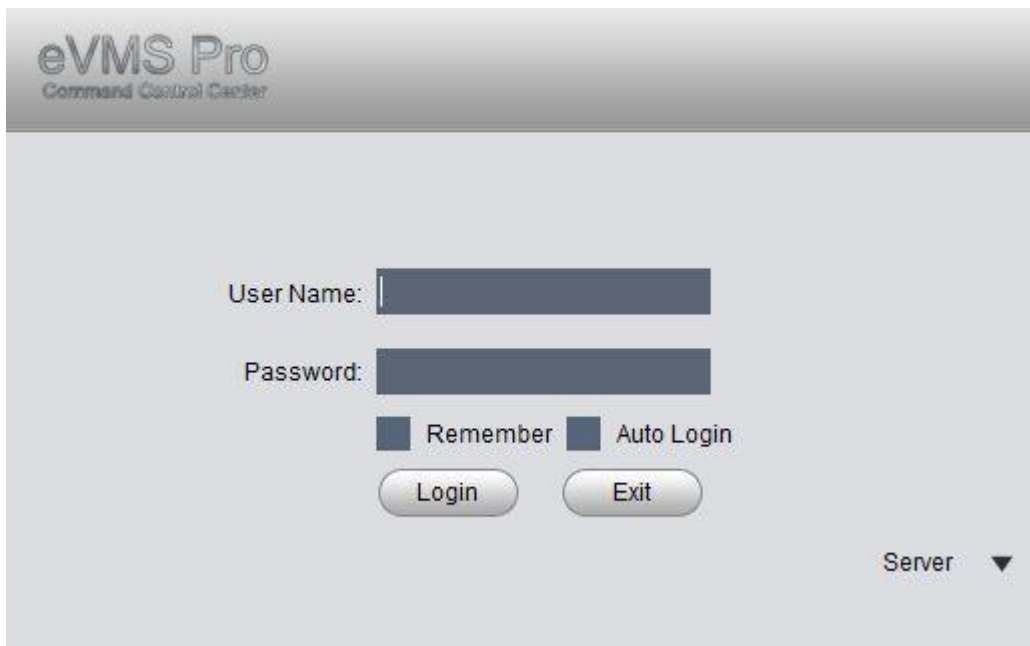 eVMS Pro
Command Control Center
User Name:
Password:
Remember
Auto Login
Login
Exit
Server